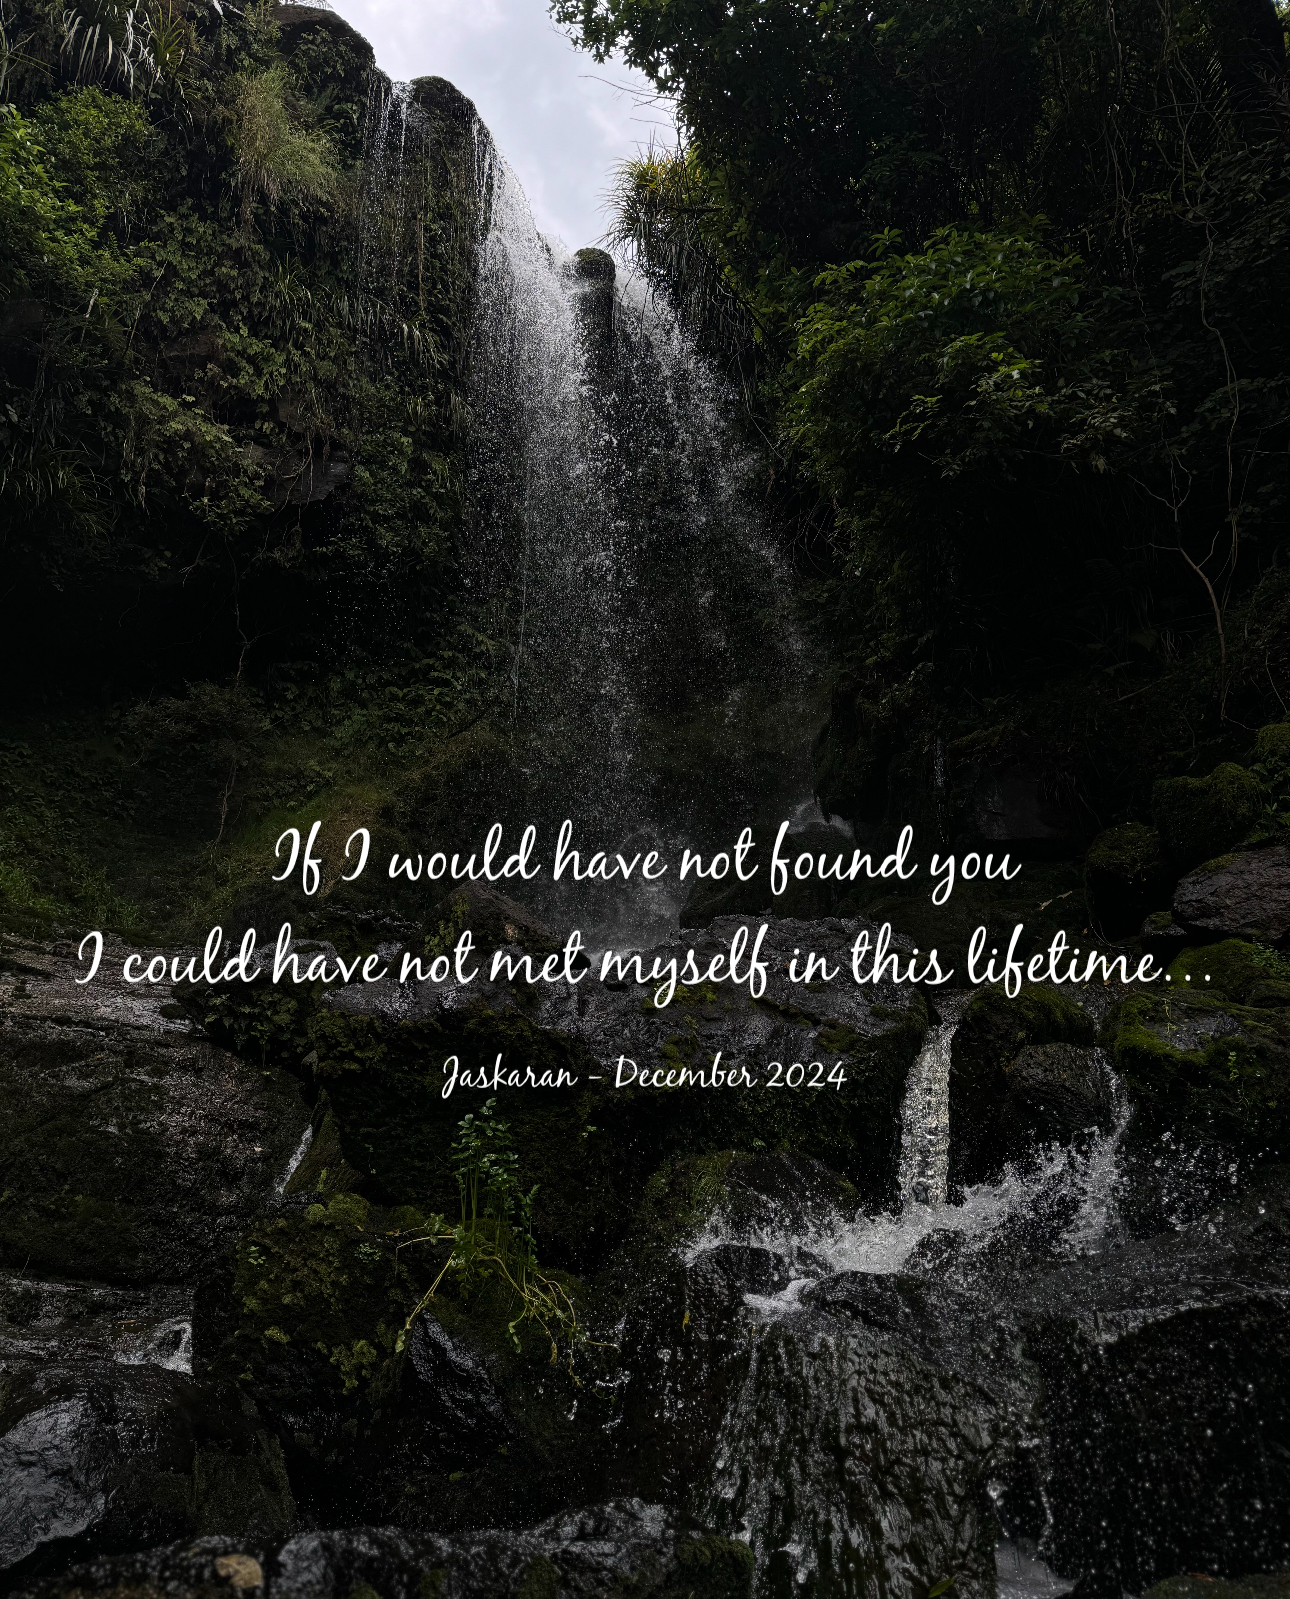 If I would have not found you
I could have not met myself in this lifetime...
Jaskaran - December 2024